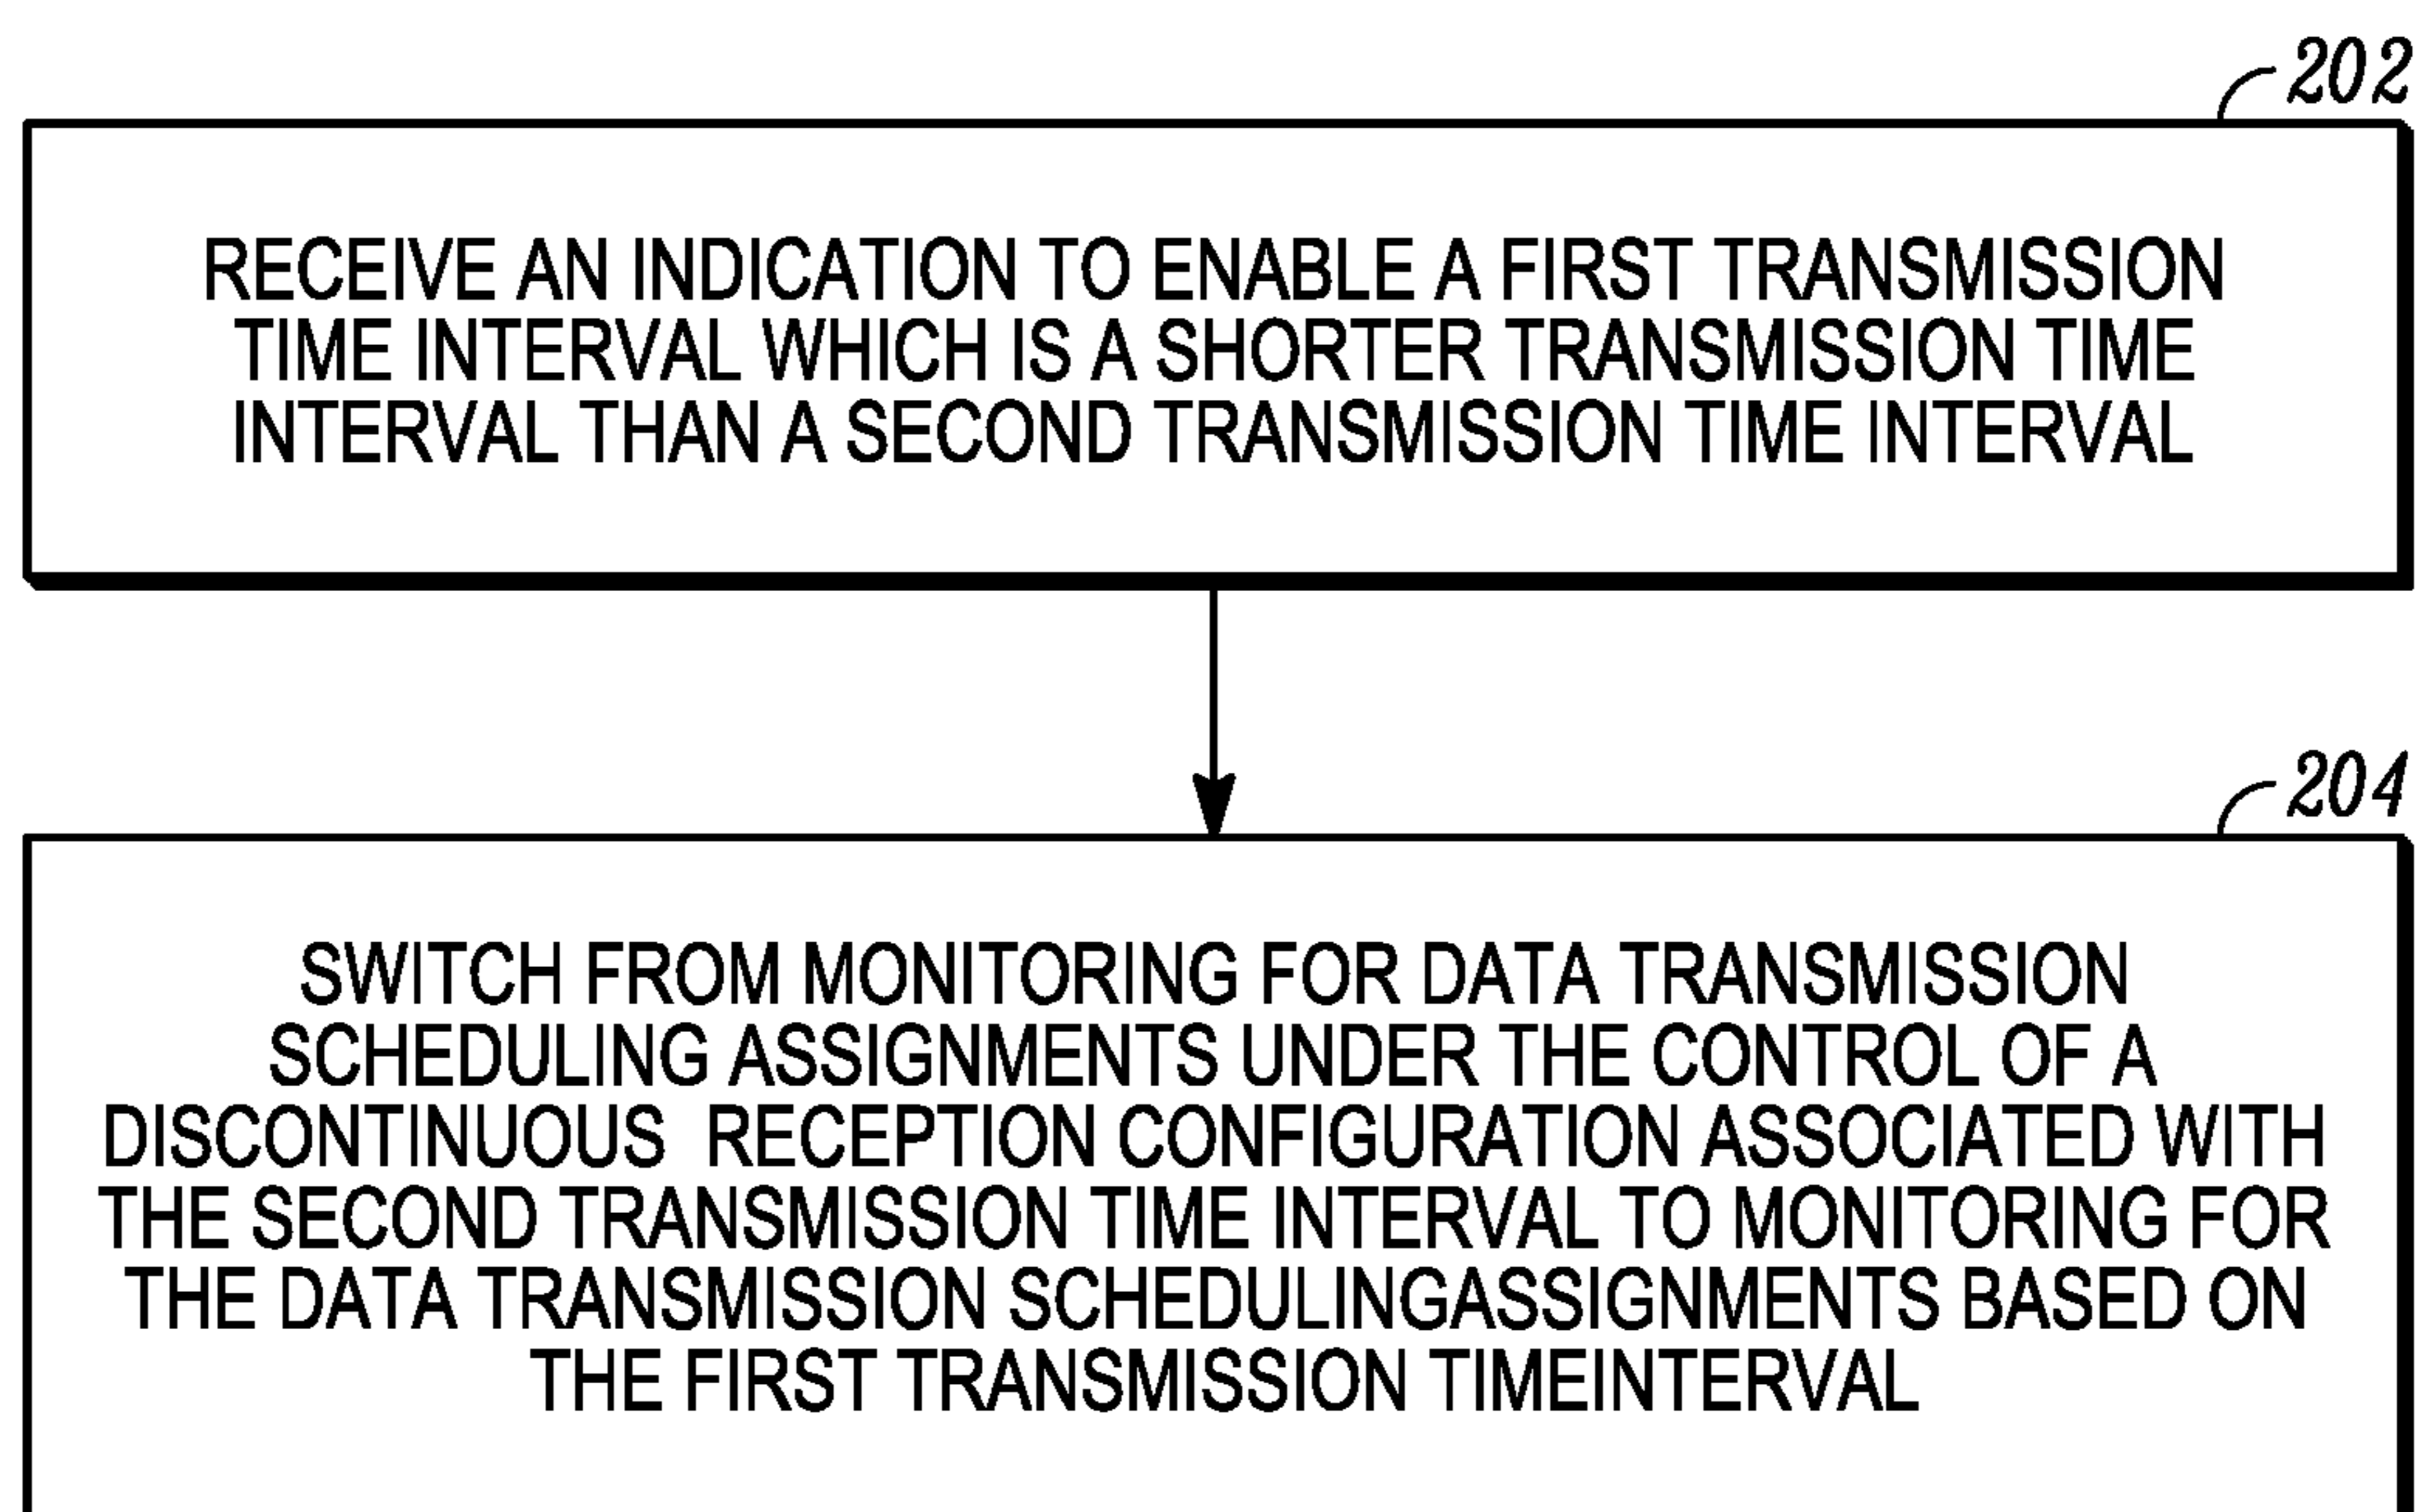 202
RECEIVE AN INDICATION TO ENABLE A FIRST TRANSMISSION
TIME INTERVAL WHICH IS A SHORTER TRANSMISSION TIME
INTERVAL THAN A SECOND TRANSMISSION TIME INTERVAL
204
SWITCH FROM MONITORING FOR DATA TRANSMISSION
SCHEDULING ASSIGNMENTS UNDER THE CONTROL OF A
DISCONTINUOUS  RECEPTION CONFIGURATION ASSOCIATED WITH
THE SECOND TRANSMISSION TIME INTERVAL TO MONITORING FOR
THE DATA TRANSMISSION SCHEDULINGASSIGNMENTS BASED ON
THE FIRST TRANSMISSION TIMEINTERVAL